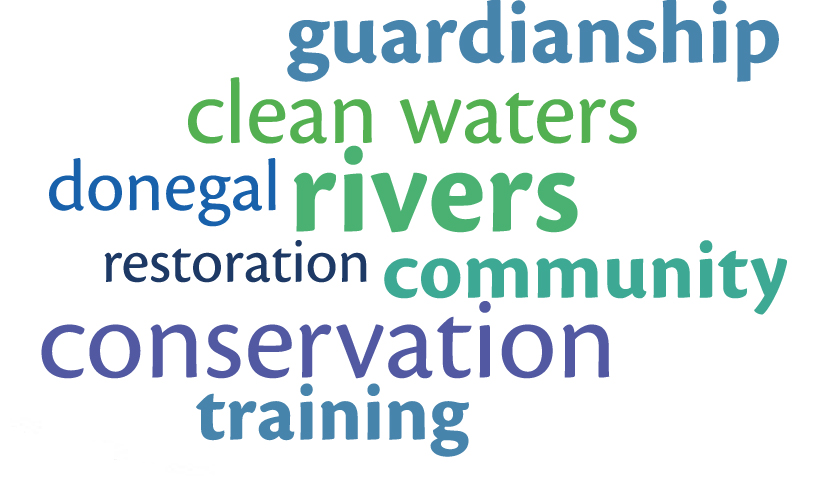 guardianship
clean waters
donegal rivers
restoration community
conservation
training